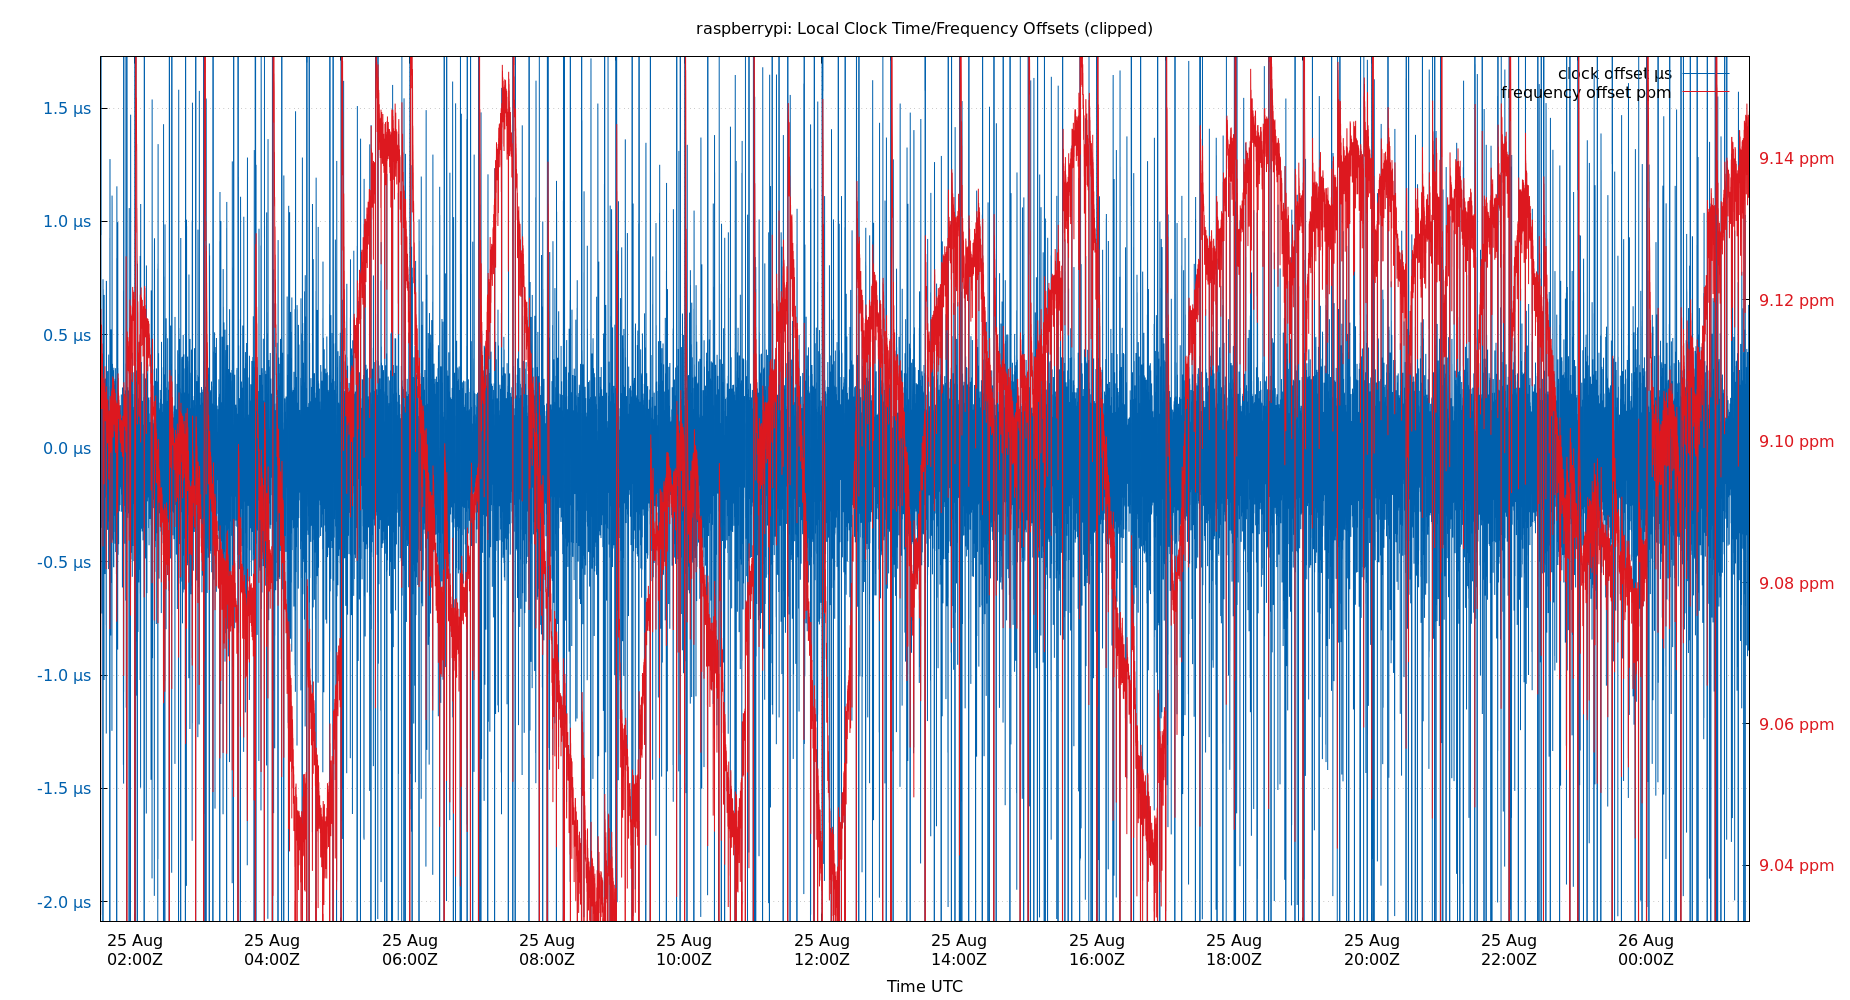 raspberrypi: Local Clock Time/Frequency Offsets (clipped)
clock offset µs
frequency offset ppm
1.5 µs
1.0 µs
0.5 µs
0.0 µs
-0.5 µs
-1.0 µs
-1.5 µs
-2.0 µs
9.14 ppm
9.12 ppm
9.10 ppm
9.08 ppm
9.06 ppm
9.04 ppm
25 Aug 25 Aug 25 Aug 25 Aug 25 Aug 25 Aug 25 Aug 25 Aug 25 Aug 25 Aug 25 Aug 26 Aug
02:00Z 04:00Z 06:00Z 08:00Z 10:00Z 12:00Z 14:00Z 16:00Z 18:00Z 20:00Z 22:00Z 00:00Z
Time UTC